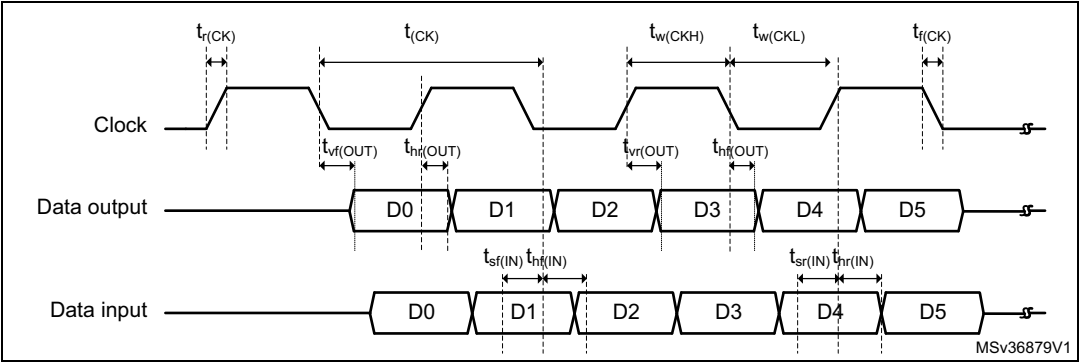 tr(CK) t(CK) tw(CKH) tw(CKL) tf(CK)
Clock
tvf(OUT) thr(OUT) tvr(OUT) thf(OUT)
Data output D0 D1 D2 D3 D4 D5
tsf(IN) thf(IN) tsr(IN) thr(IN)
Data input D0 D1 D2 D3 D4 D5
MSv36879V1